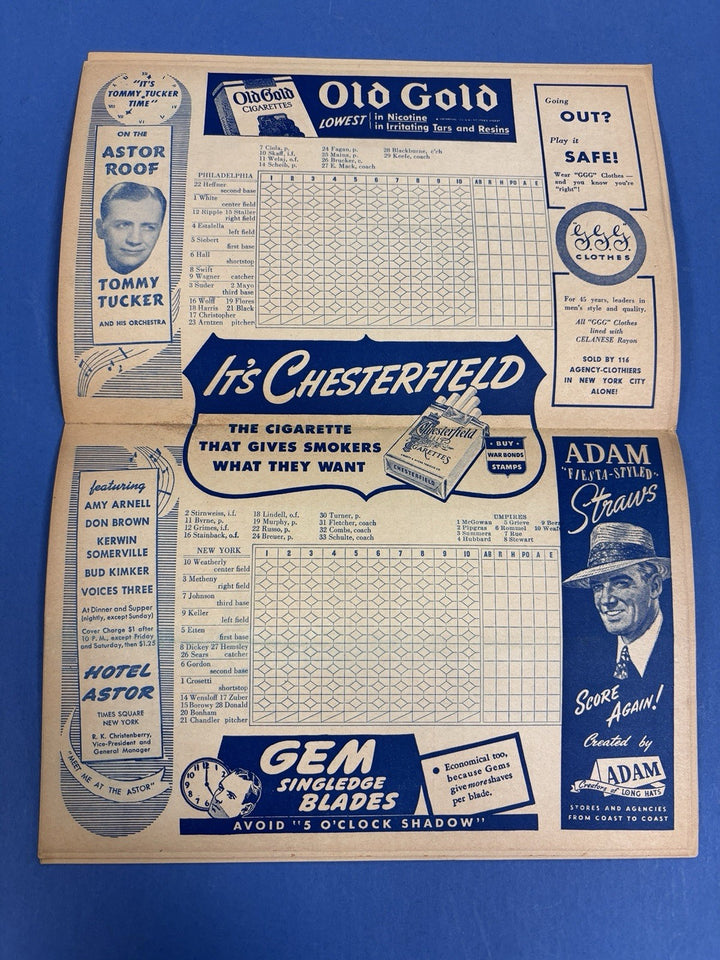 "IT'S
TOMMY TUCKER
TIME"
ON THE
ASTOR
ROOF
TOMMY
TUCKER
AND HIS ORCHESTRA
Old Gold
CIGARETTES
Old Gold
LOWEST in Nicotine
in Irritating Tars and Resins
Going
OUT?
Play it
SAFE!
Wear "GGG" Clothes—
and you know you're
"right"!
G.G.G.
CLOTHES
For 45 years, leaders in
men's style and quality.
All "GGG" Clothes
lined with
CELANESE Rayon
SOLD BY 116
AGENCY-CLOTHIERS
IN NEW YORK CITY
ALONE!
7 Ciola, p. 24 Fagan, p. 28 Blackburne, c'ch
10 Skaff, i.f. 33 Mains, p. 29 Keefe, coach
11 Welaj, o.f. 26 Brucker, c.
14 Scheib, p. 27 E. Mack, coach
PHILADELPHIA 1 2 3 4 5 6 7 8 9 10 AB R H PO A E
22 Heffner
second base
1 White
center field
12 Ripple 15 Staller
right field
4 Estalella
left field
5 Siebert
first base
6 Hall
shortstop
8 Swift
9 Wagner catcher
3 Suder 2 Mayo
third base
16 Wolff 19 Flores
18 Harris 21 Black
17 Christopher
23 Arntzen pitcher
IT'S CHESTERFIELD
THE CIGARETTE
THAT GIVES SMOKERS
WHAT THEY WANT
Chesterfield
CIGARETTES
CHESTERFIELD
· BUY ·
WAR BONDS
STAMPS
featuring
AMY ARNELL
DON BROWN
KERWIN
SOMERVILLE
BUD KIMKER
VOICES THREE
At Dinner and Supper
(nightly, except Sunday)
Cover Charge $1 after
10 P. M., except Friday
and Saturday, then $1.25
HOTEL
ASTOR
TIMES SQUARE
NEW YORK
R. K. Christenberry,
Vice-President and
General Manager
"MEET ME AT THE ASTOR"
2 Stirnweiss, i.f. 18 Lindell, o.f. 30 Turner, p.
11 Byrne, p. 19 Murphy, p. 31 Fletcher, coach
12 Grimes, i.f. 22 Russo, p. 32 Combs, coach
16 Stainback, o.f. 24 Breuer, p. 33 Schulte, coach
UMPIRES
1 McGowan 5 Grieve 9 Berr
2 Pipgras 6 Rommel 10 Weaf
3 Summers 7 Rue
4 Hubbard 8 Stewart
NEW YORK 1 2 3 4 5 6 7 8 9 10 AB R H PO A E
10 Weatherly
center field
3 Metheny
right field
7 Johnson
third base
9 Keller
left field
5 Etten
first base
8 Dickey 27 Hemsley
26 Sears catcher
6 Gordon
second base
1 Crosetti
shortstop
14 Wensloff 17 Zuber
15 Borowy 28 Donald
20 Bonham
21 Chandler pitcher
ADAM
"FIESTA-STYLED"
Straws
SCORE
AGAIN!
Created by
ADAM
Creators of LONG HATS
STORES AND AGENCIES
FROM COAST TO COAST
GEM
SINGLEDGE
BLADES
Economical too,
because Gems
give more shaves
per blade.
AVOID "5 O'CLOCK SHADOW"